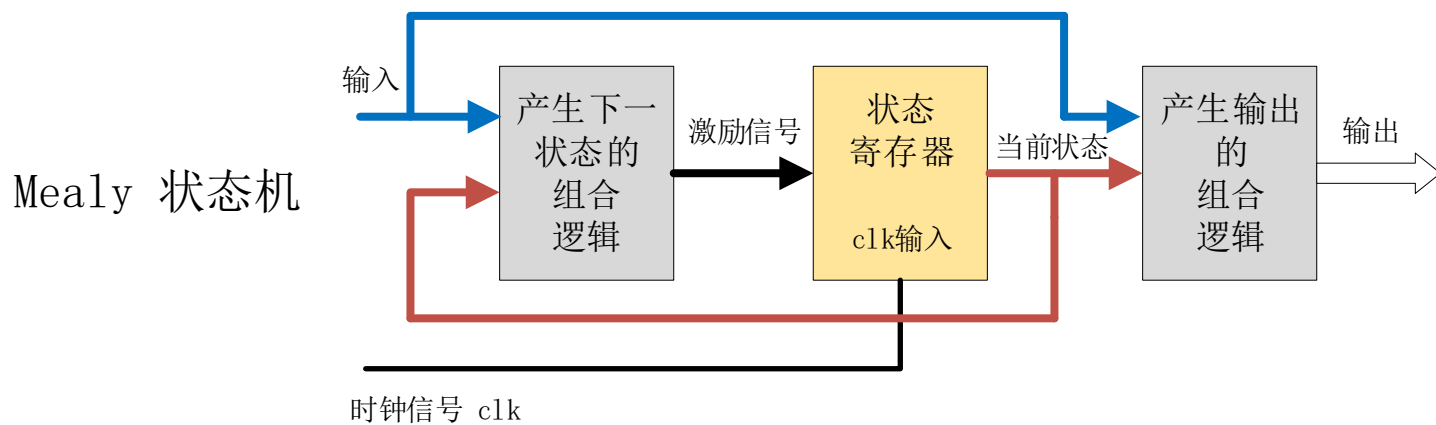 Mealy 状态机
输入
产生下一
状态的
组合
逻辑
激励信号
状态
寄存器
clk输入
当前状态
产生输出
的
组合
逻辑
输出
时钟信号 clk